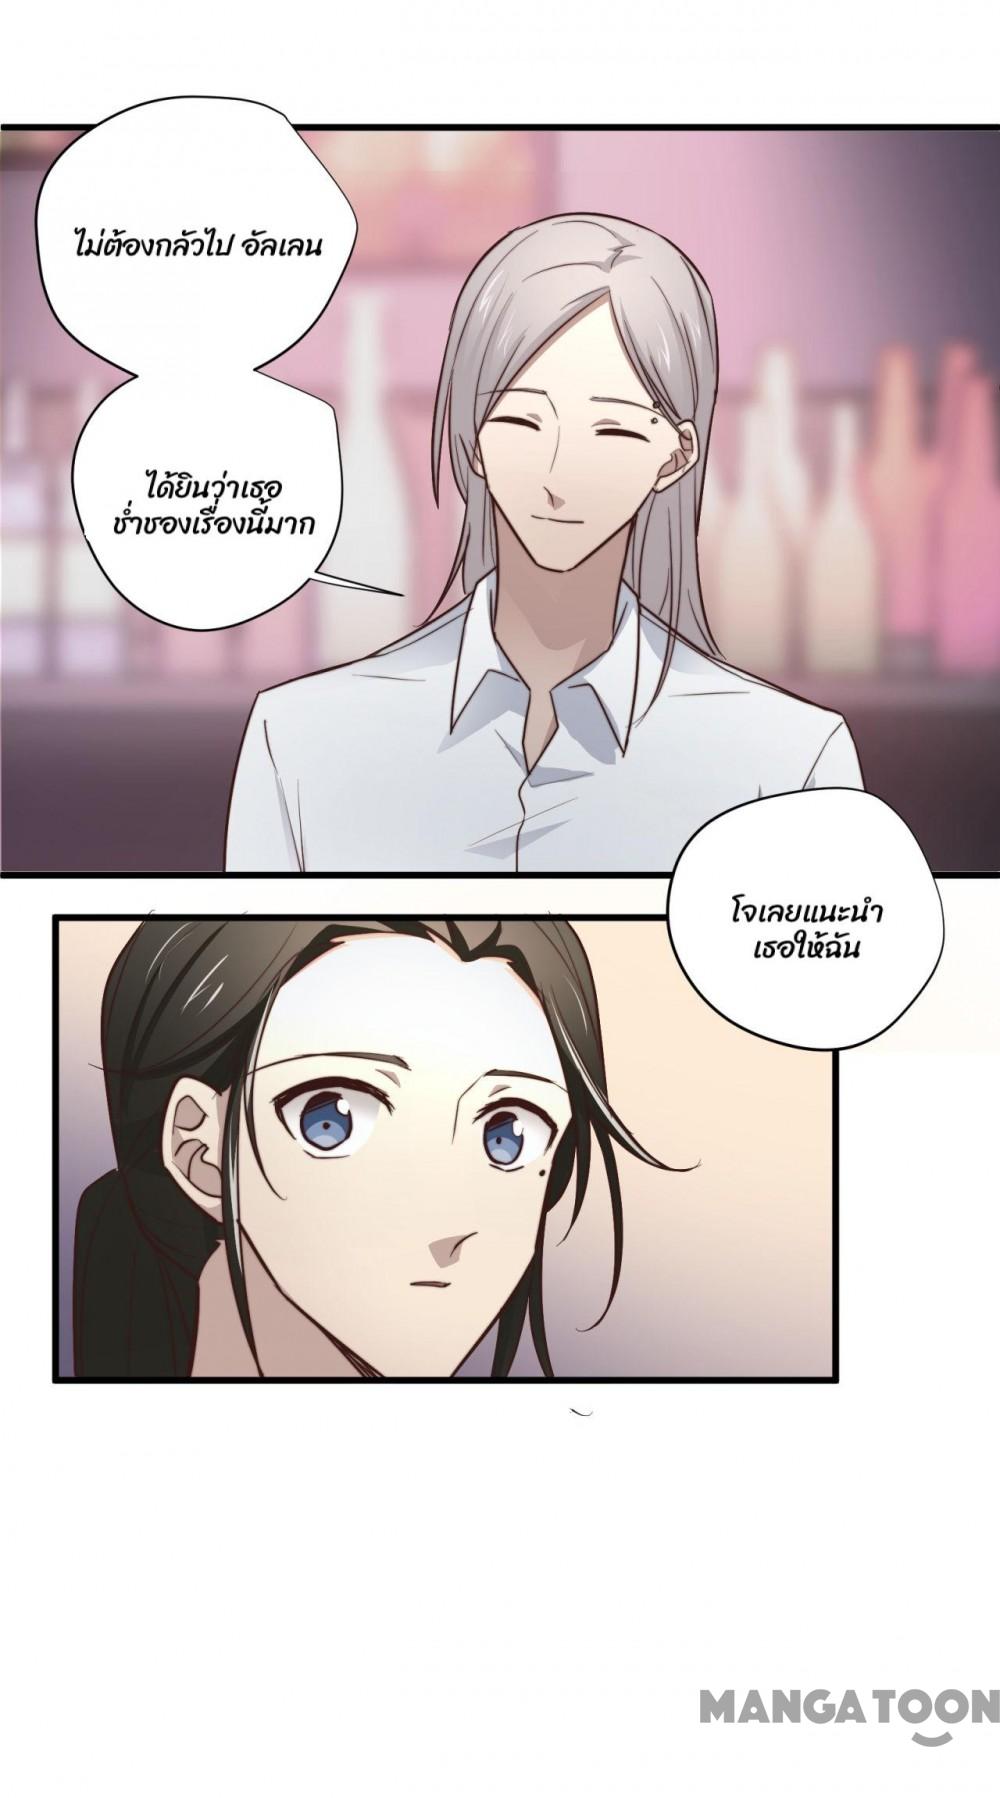 ไม่ต้องกลัวไป อัลเลน
ได้ยินว่าเธอ
ช่ำชองเรื่องนี้มาก
โจเลยแนะนำ
เธอให้ฉัน
MANGATOON